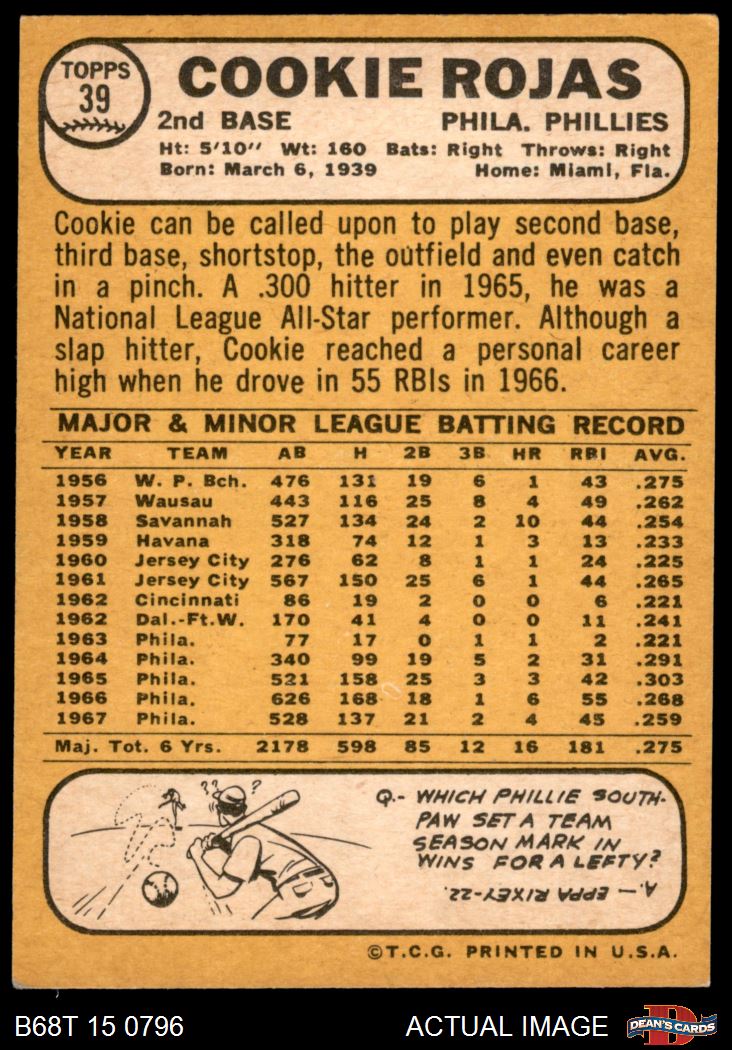 TOPPS
39
COOKIE ROJAS
2nd BASE PHILA. PHILLIES
Ht: 5'10" Wt: 160 Bats: Right Throws: Right
Born: March 6, 1939 Home: Miami, Fla.
Cookie can be called upon to play second base,
third base, shortstop, the outfield and even catch
in a pinch. A .300 hitter in 1965, he was a
National League All-Star performer. Although a
slap hitter, Cookie reached a personal career
high when he drove in 55 RBIs in 1966.
MAJOR & MINOR LEAGUE BATTING RECORD
YEAR TEAM AB H 2B 3B HR RBI AVG.
1956 W. P. Bch. 476 131 19 6 1 43 .275
1957 Wausau 443 116 25 8 4 49 .262
1958 Savannah 527 134 24 2 10 44 .254
1959 Havana 318 74 12 1 3 13 .233
1960 Jersey City 276 62 8 1 1 24 .225
1961 Jersey City 567 150 25 6 1 44 .265
1962 Cincinnati 86 19 2 0 0 6 .221
1962 Dal.-Ft.W. 170 41 4 0 0 11 .241
1963 Phila. 77 17 0 1 1 2 .221
1964 Phila. 340 99 19 5 2 31 .291
1965 Phila. 521 158 25 3 3 42 .303
1966 Phila. 626 168 18 1 6 55 .268
1967 Phila. 528 137 21 2 4 45 .259
Maj. Tot. 6 Yrs. 2178 598 85 12 16 181 .275
?? ?
Q.- WHICH PHILLIE SOUTH-
PAW SET A TEAM
SEASON MARK IN
WINS FOR A LEFTY?
A.— EPPA RIXEY-22.
©T.C.G. PRINTED IN U.S.A.
B68T 15 0796 ACTUAL IMAGE
D
DEAN'S CARDS